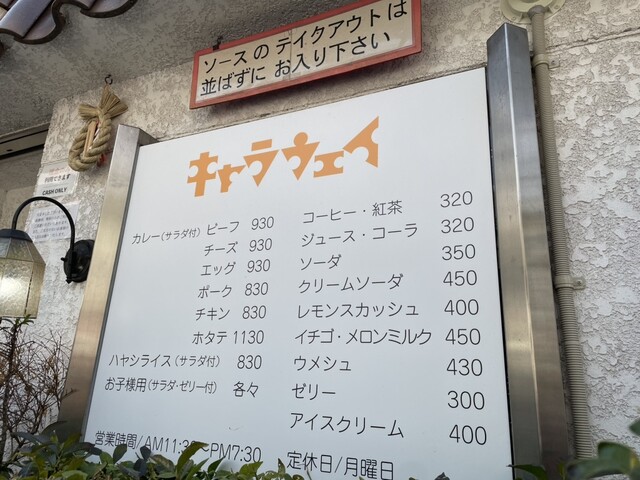 ソースのテイクアウトは
並ばずに お入り下さい
キャラウェイ
CASH ONLY
カレー(サラダ付) ビーフ 930
チーズ 930
エッグ 930
ポーク 830
チキン 830
ホタテ 1130
ハヤシライス(サラダ付) 830
お子様用(サラダ・ゼリー付) 各々
営業時間/AM11:30〜PM7:30
コーヒー・紅茶 320
ジュース・コーラ 320
ソーダ 350
クリームソーダ 450
レモンスカッシュ 400
イチゴ・メロンミルク 450
ウメシュ 430
ゼリー 300
アイスクリーム 400
定休日/月曜日